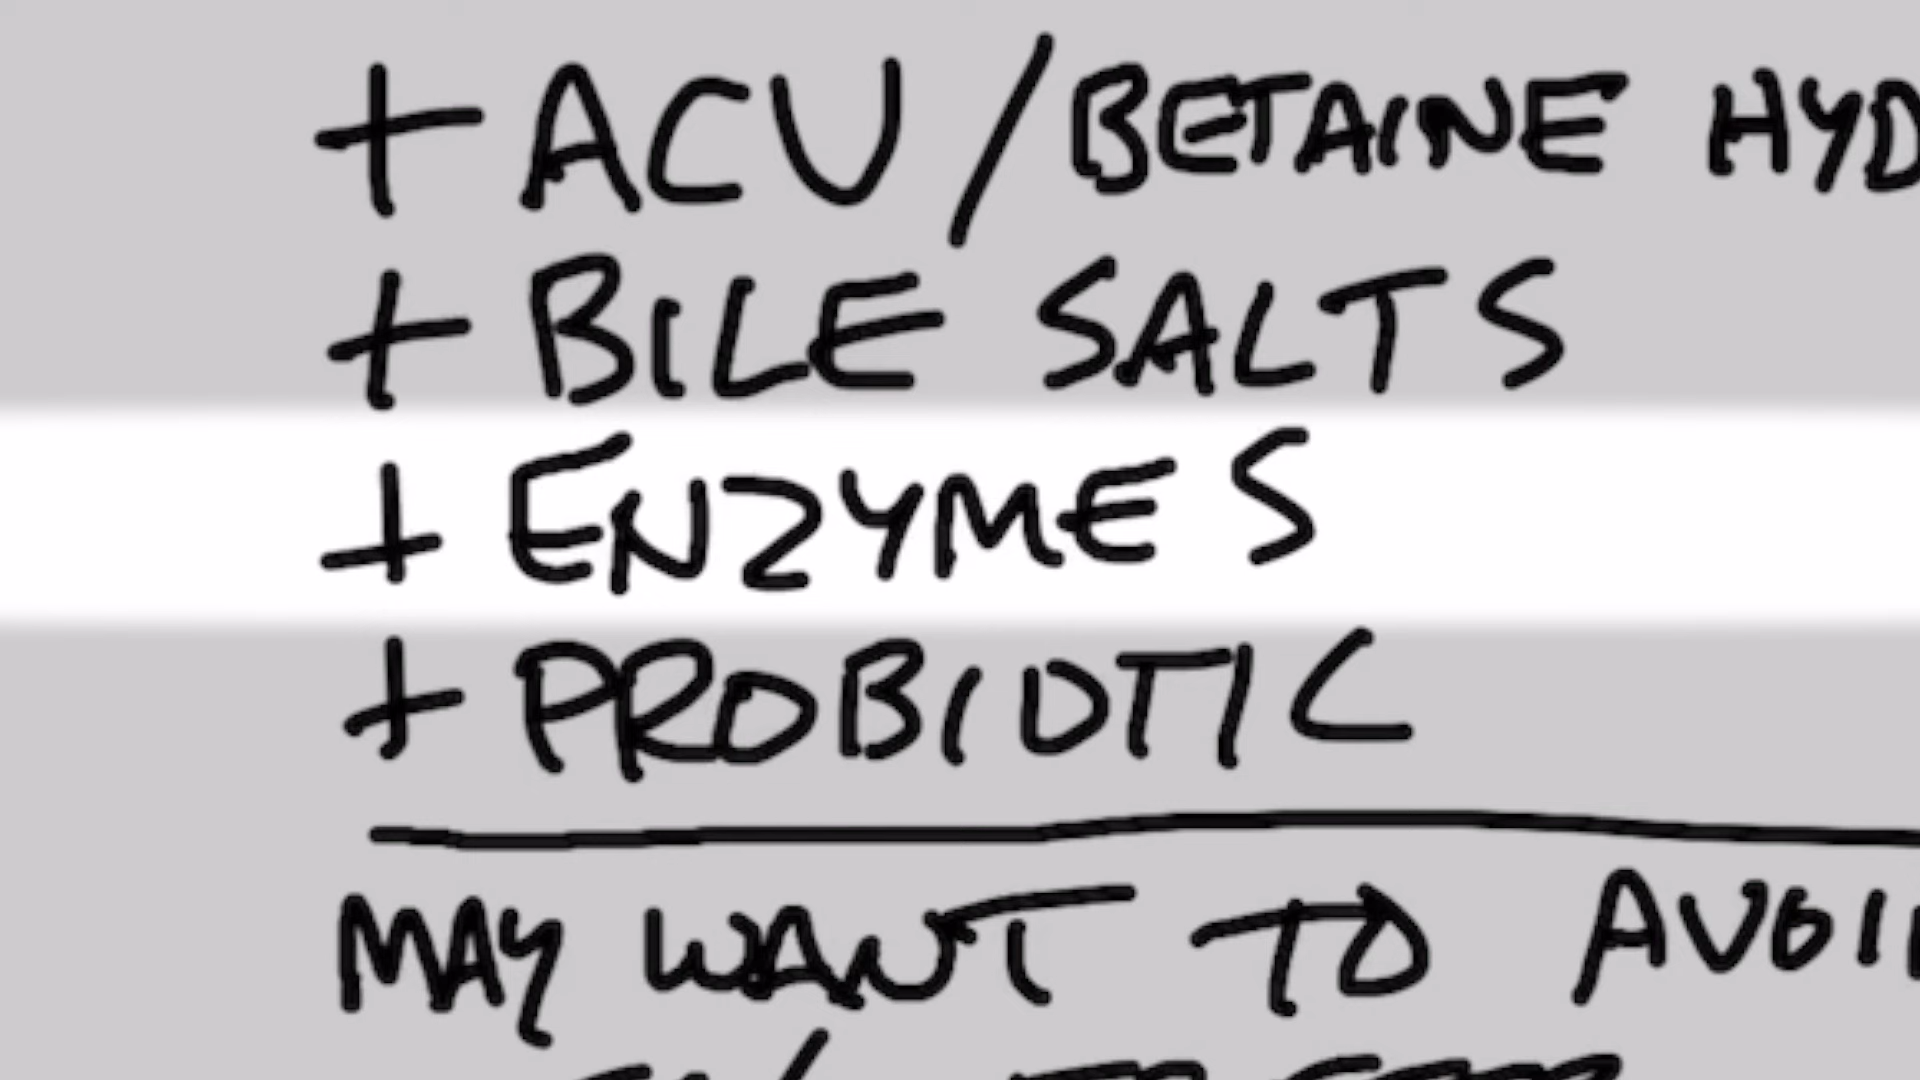 + ACV / BETAINE HYD
+ BILE SALTS
+ ENZYMES
+ PROBIOTIC
MAY WANT TO AVOI